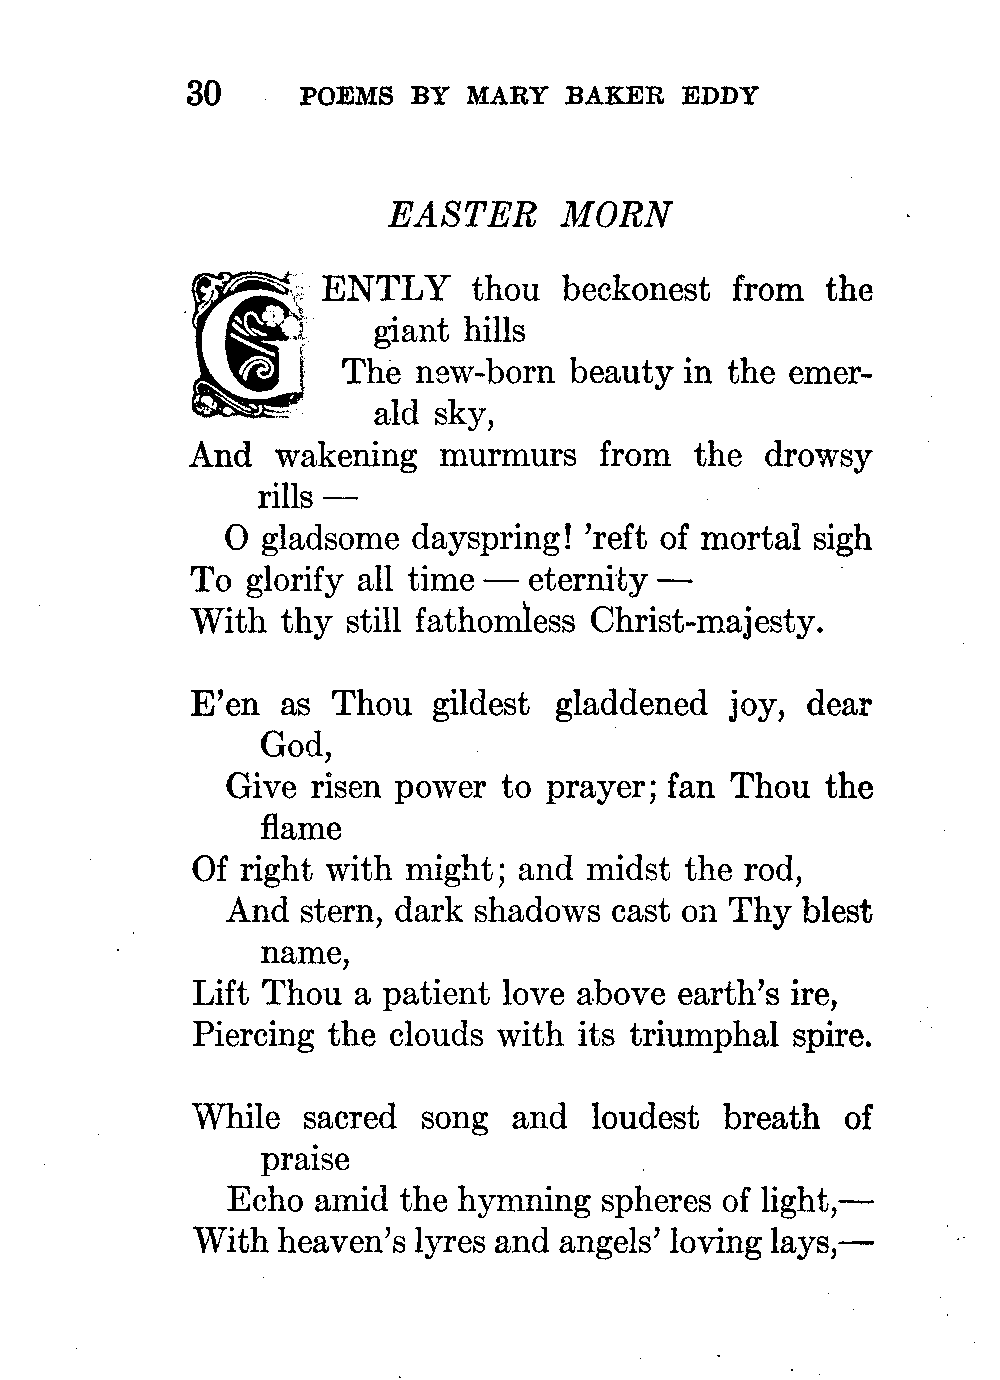 30 POEMS BY MARY BAKER EDDY
EASTER MORN
GENTLY thou beckonest from the
giant hills
The new-born beauty in the emer-
ald sky,
And wakening murmurs from the drowsy
rills —
O gladsome dayspring! ’reft of mortal sigh
To glorify all time — eternity —
With thy still fathomless Christ-majesty.
E’en as Thou gildest gladdened joy, dear
God,
Give risen power to prayer; fan Thou the
flame
Of right with might; and midst the rod,
And stern, dark shadows cast on Thy blest
name,
Lift Thou a patient love above earth’s ire,
Piercing the clouds with its triumphal spire.
While sacred song and loudest breath of
praise
Echo amid the hymning spheres of light,—
With heaven’s lyres and angels’ loving lays,—